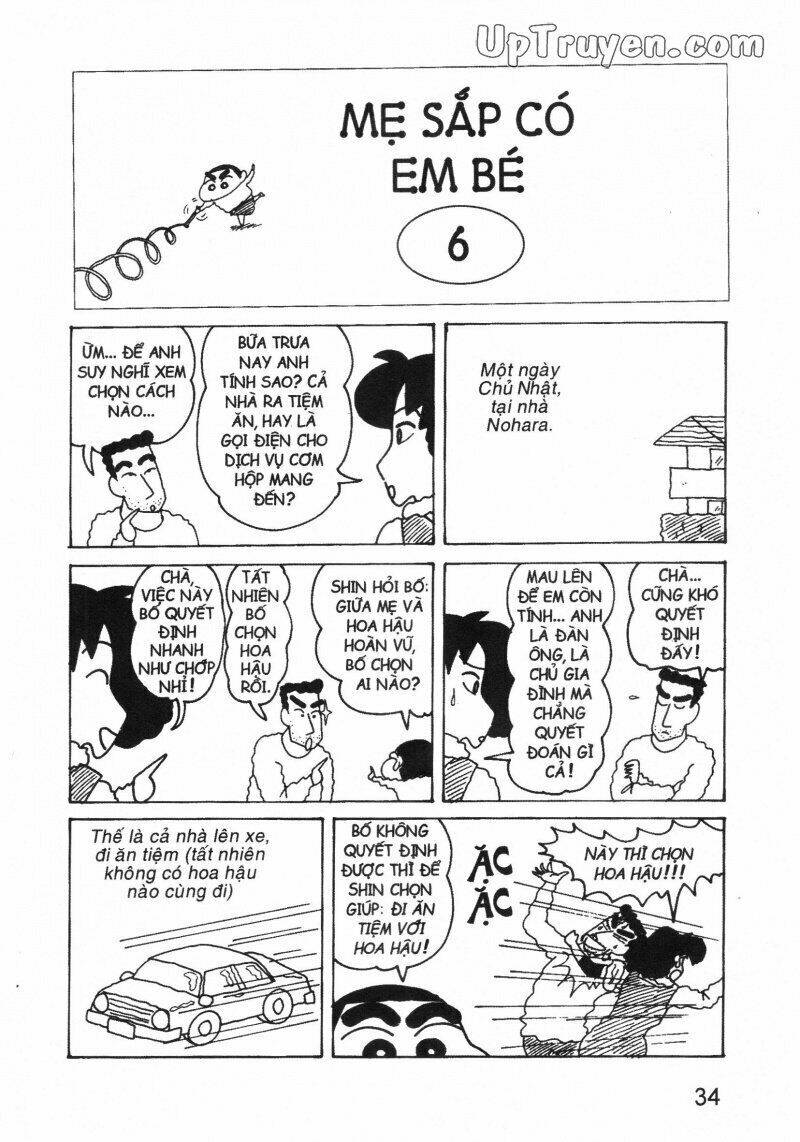 UpTruyen.com
MẸ SẮP CÓ
EM BÉ
6
Một ngày
Chủ Nhật,
tại nhà
Nohara.
BỮA TRƯA
NAY ANH
TÍNH SAO? CẢ
NHÀ RA TIỆM
ĂN, HAY LÀ
GỌI ĐIỆN CHO
DỊCH VỤ CƠM
HỘP MANG
ĐẾN?
ỪM... ĐỂ ANH
SUY NGHĨ XEM
CHỌN CÁCH
NÀO...
CHÀ...
CŨNG KHÓ
QUYẾT
ĐỊNH
ĐẤY!
MAU LÊN
ĐỂ EM CÒN
TÍNH... ANH
LÀ ĐÀN
ÔNG, LÀ
CHỦ GIA
ĐÌNH MÀ
CHẲNG
QUYẾT
ĐOÁN GÌ
CẢ!
SHIN HỎI BỐ:
GIỮA MẸ VÀ
HOA HẬU
HOÀN VŨ,
BỐ CHỌN
AI NÀO?
TẤT
NHIÊN
BỐ
CHỌN
HOA
HẬU
RỒI.
CHÀ,
VIỆC NÀY
BỐ QUYẾT
ĐỊNH
NHANH
NHƯ CHỚP
NHỈ!
NÀY THÌ CHỌN
HOA HẬU!!!
ẶC
ẶC
BỐ KHÔNG
QUYẾT ĐỊNH
ĐƯỢC THÌ ĐỂ
SHIN CHỌN
GIÚP: ĐI ĂN
TIỆM VỚI
HOA HẬU!
Thế là cả nhà lên xe,
đi ăn tiệm (tất nhiên
không có hoa hậu
nào cùng đi)
34